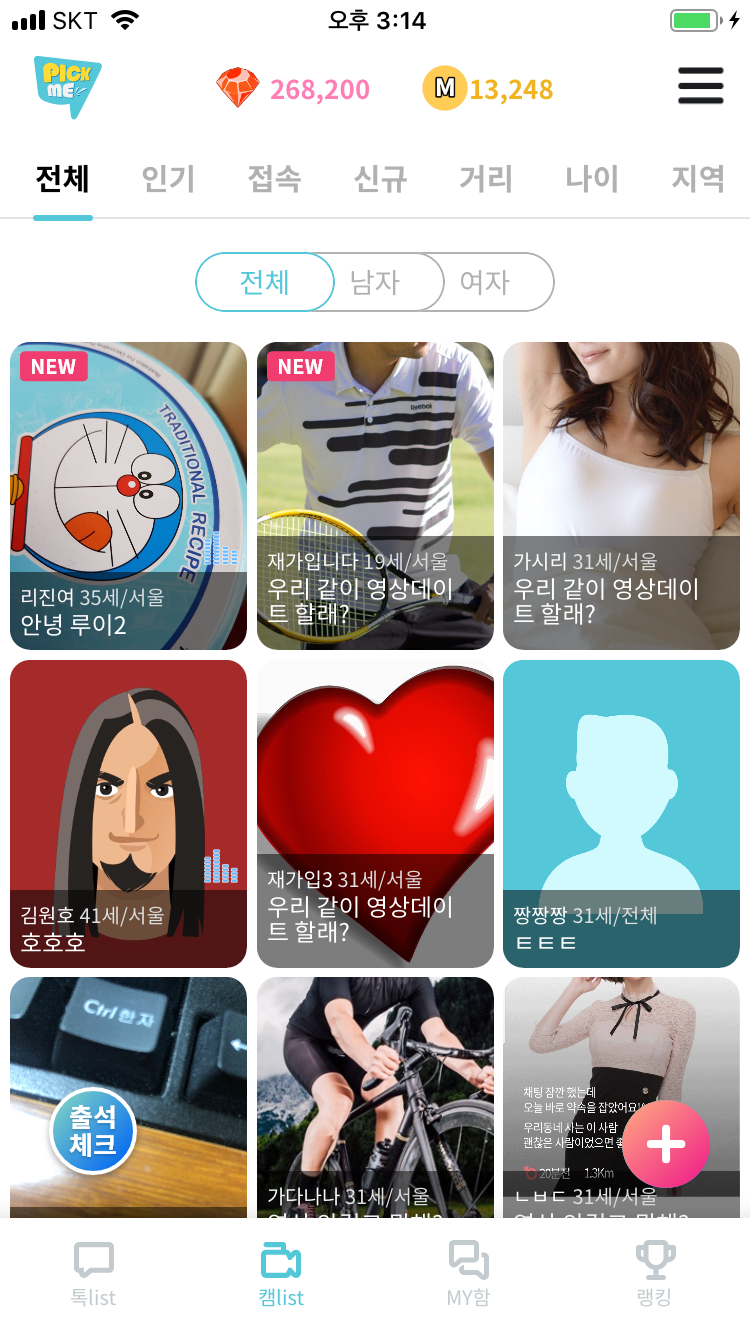 SKT 오후 3:14
PICK ME
268,200 M 13,248
전체 인기 접속 신규 거리 나이 지역
전체 남자 여자
NEW
TRADITIONAL RECIPE
리진여 35세/서울
안녕 루이2
NEW
Reebok
재가입니다 19세/서울
우리 같이 영상데이
트 할래?
가시리 31세/서울
우리 같이 영상데이
트 할래?
김원호 41세/서울
호호호
재가입3 31세/서울
우리 같이 영상데이
트 할래?
짱짱짱 31세/전체
ㅌㅌㅌ
Ctrl 한자
출석
체크
가다나나 31세/서울
채팅 잠깐 했는데
오늘 바로 약속을 잡았어요
우리동네 사는 이 사람
괜찮은 사람이었으면
20분전 1.3Km
ㄴㅂㄷ 31세/서울
톡list 캠list MY함 랭킹